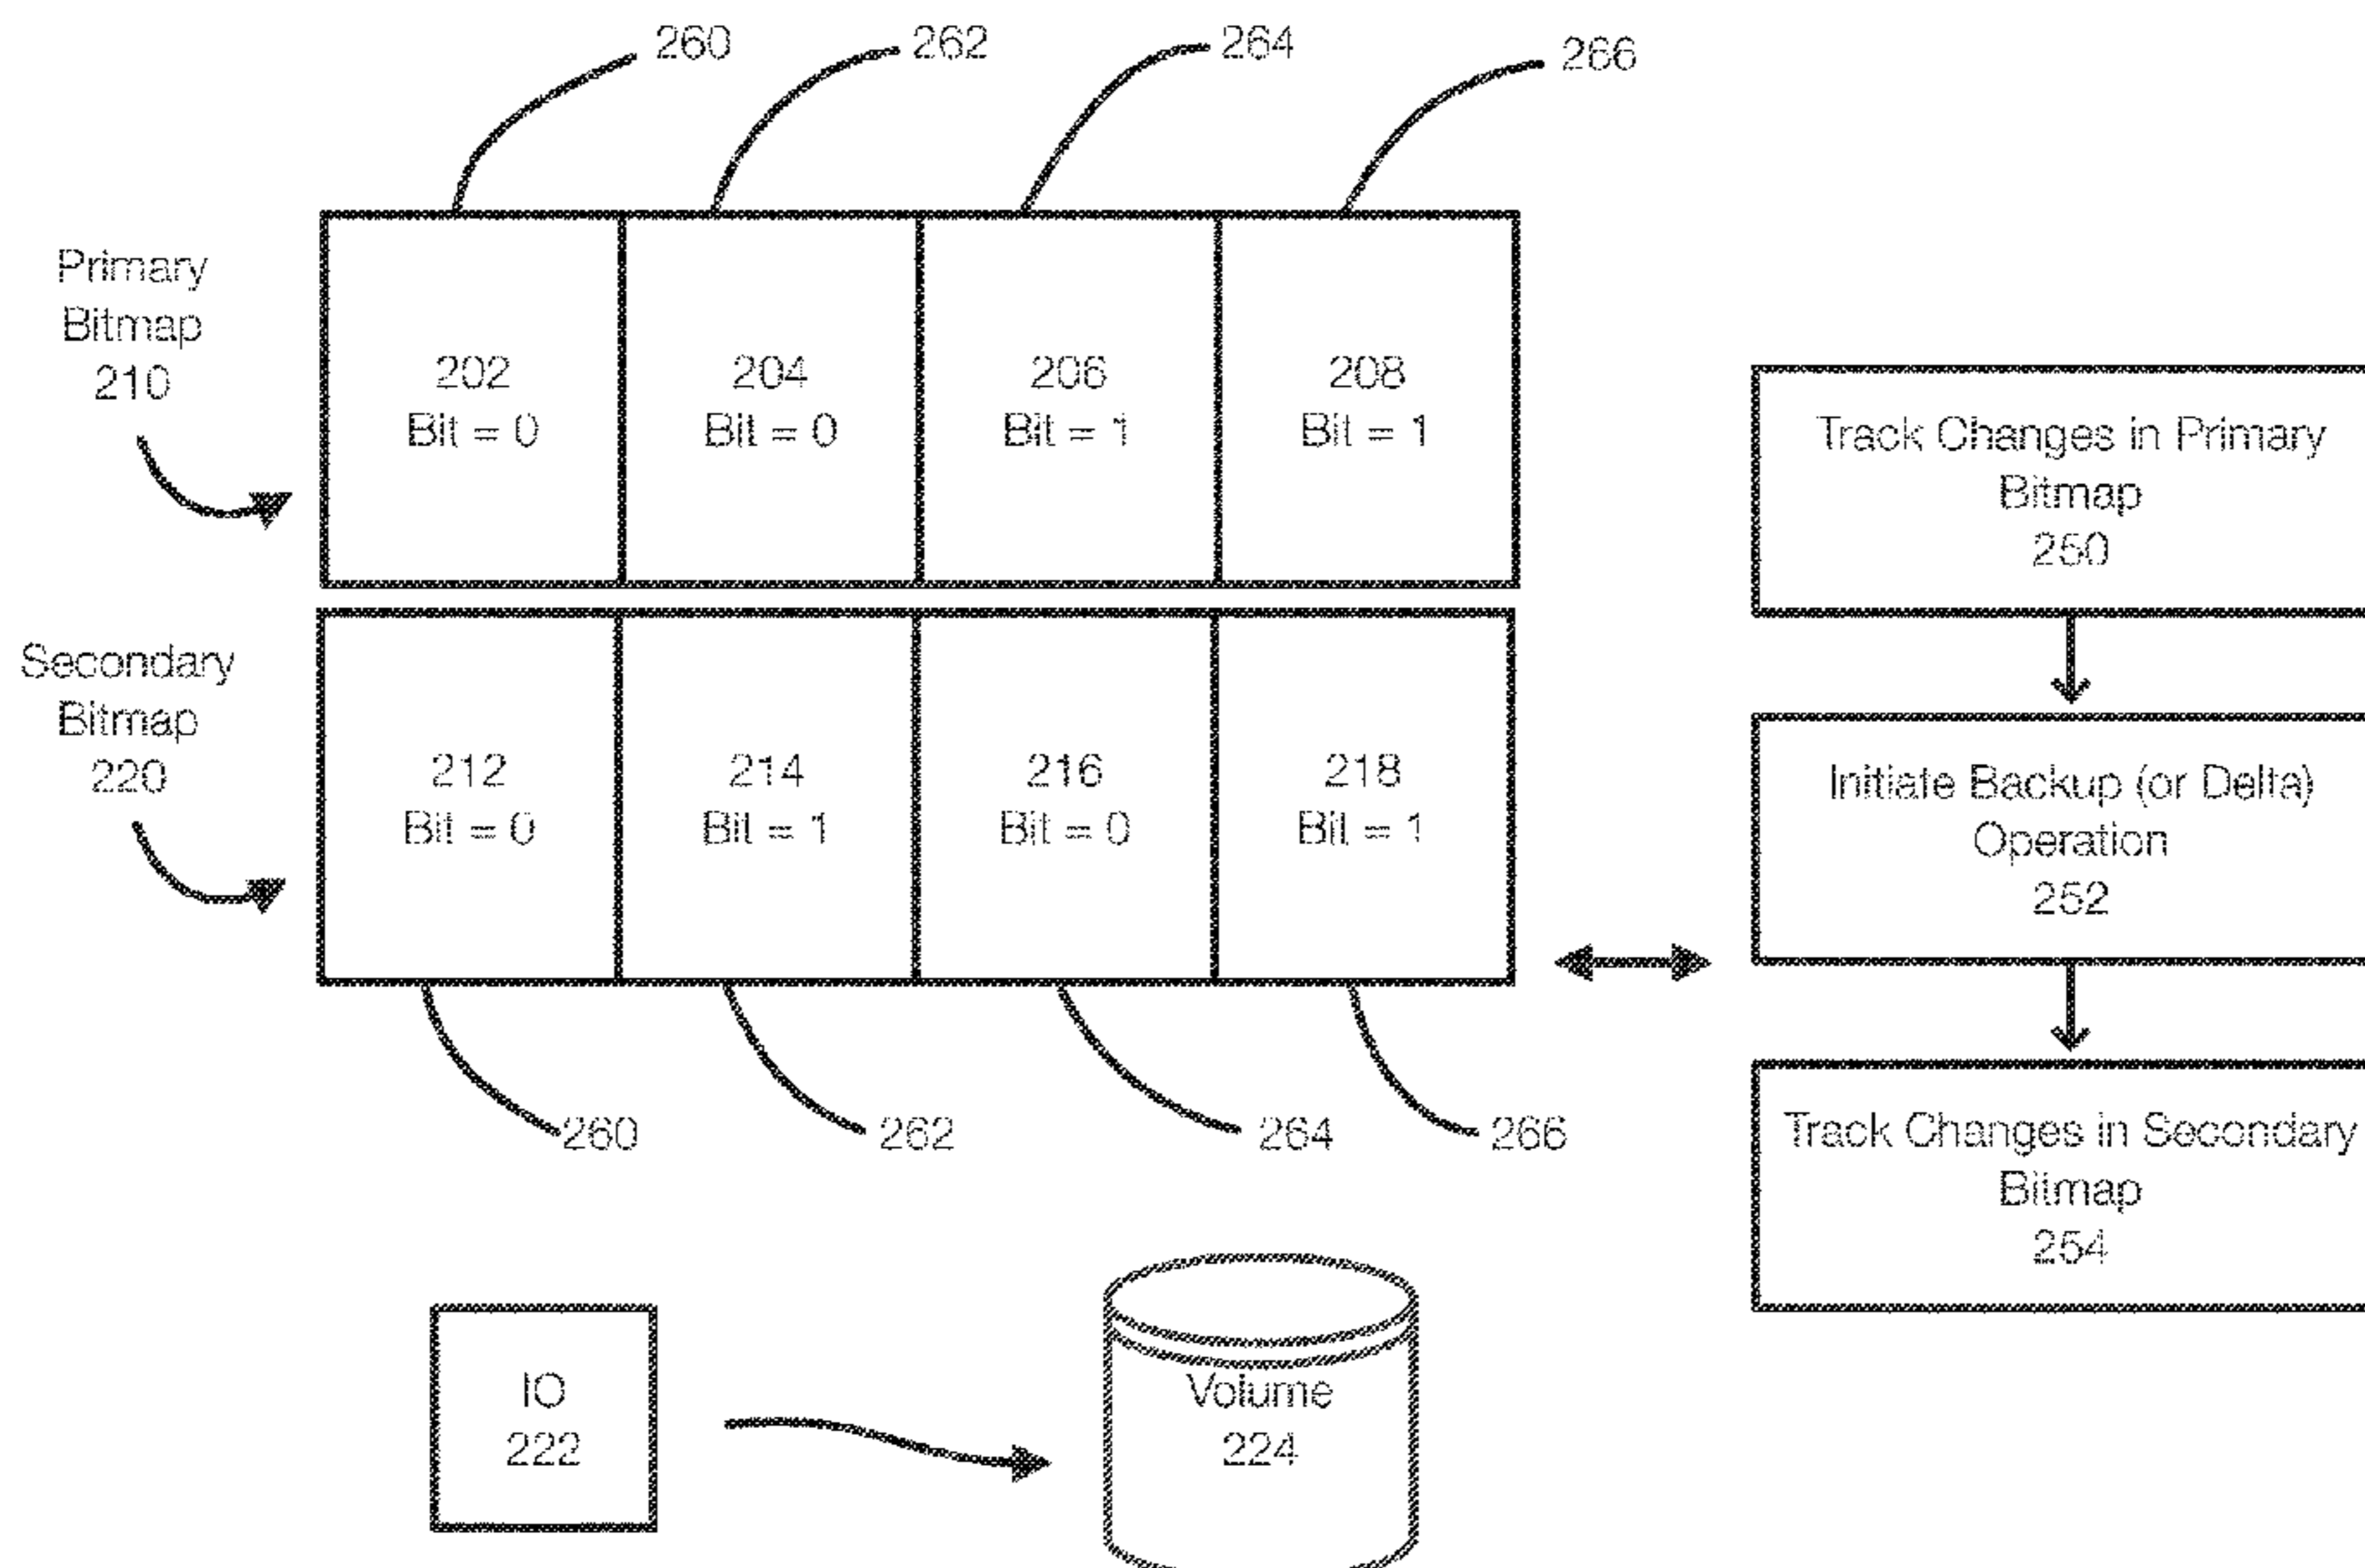 260
262
264
266
Primary
Bitmap
210
202
Bit = 0
204
Bit = 0
206
Bit = 1
208
Bit = 1
Secondary
Bitmap
220
212
Bit = 0
214
Bit = 1
216
Bit = 0
218
Bit = 1
260
262
264
266
Track Changes in Primary
Bitmap
250
Initiate Backup (or Delta)
Operation
252
Track Changes in Secondary
Bitmap
254
IO
222
Volume
224